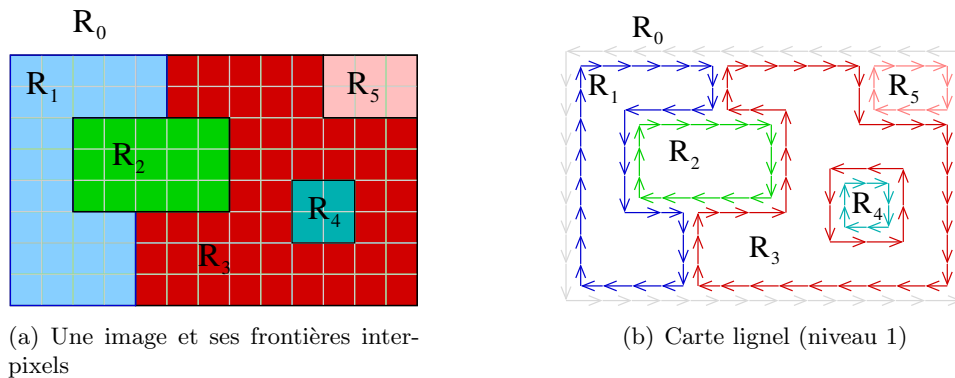 R0
R1
R5
R2
R4
R3
(a) Une image et ses frontières inter-
pixels
R0
R1
R5
R2
R4
R3
(b) Carte lignel (niveau 1)